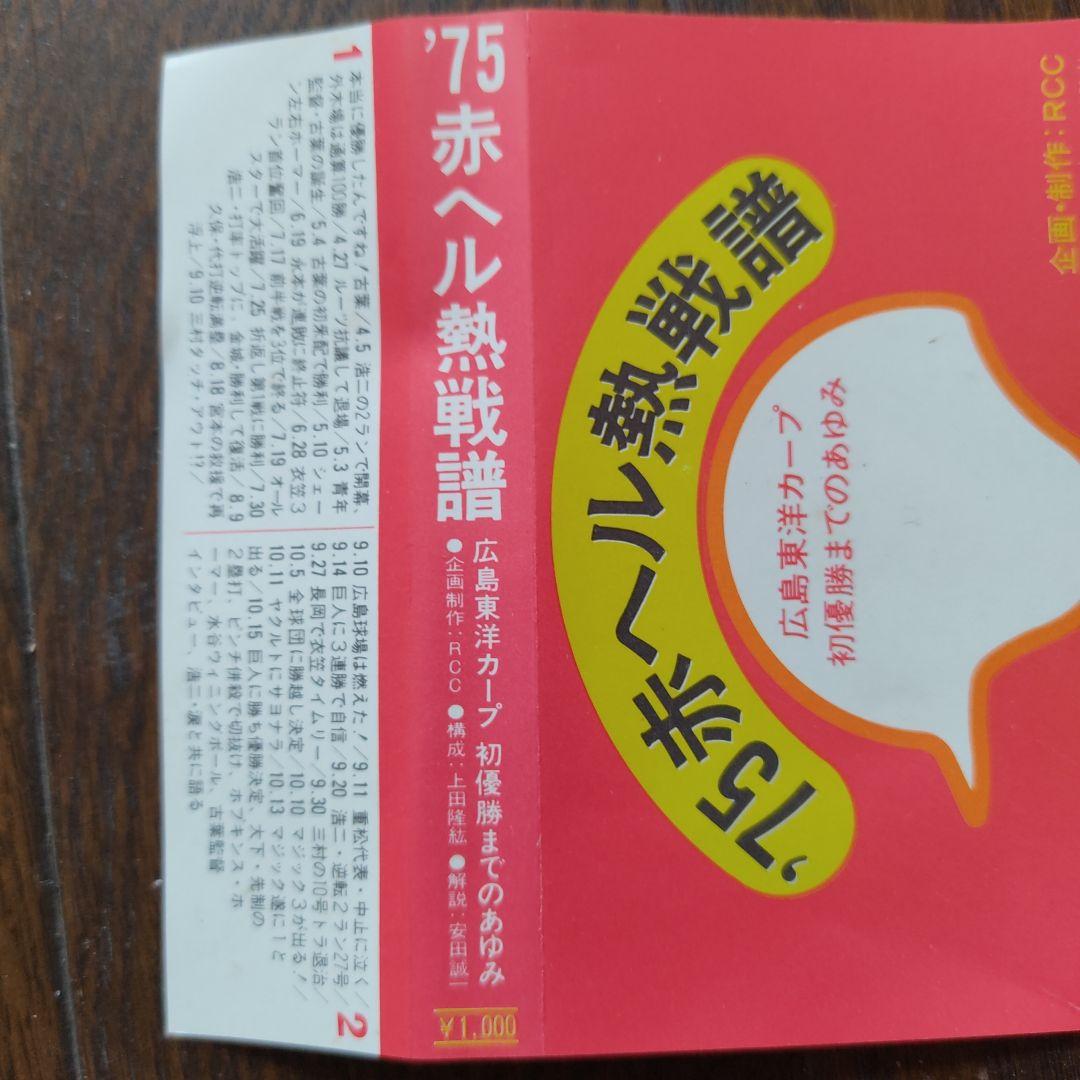 '75赤ヘル熱戦譜
広島東洋カープ 初優勝までのあゆみ
●企画制作:RCC ●構成:上田隆紘 ●解説:安田誠一
¥1,000
1
本当に優勝したんですね!古葉/4.5 浩二の2ランで開幕、
外木場は通算100勝/4.27 ルーツ抗議して退場/5.3 青年
監督・古葉の誕生/5.4 古葉の初采配で勝利/5.10 シェー
ン左右ホーマー/6.19 永本が連敗に終止符/6.28 衣笠3
ラン首位奪回/7.17 前半戦を3位で終る/7.19 オール
スターで大活躍/7.25 折返し第1戦に勝利/7.30
浩二・打率トップに、金城・勝利して復活/8.9
久保・代打逆転満塁/8.18 宮本の救援で再
浮上/9.10 三村タッチ・アウト!?/
9.10 広島球場は燃えた!/9.11 重松代表・中止に泣く/
9.14 巨人に3連勝で自信/9.20 浩二・逆転2ラン27号/
9.27 長岡で衣笠タイムリー/9.30 三村の10号トラ退治/
10.5 全球団に勝越し決定/10.10 マジック3が出る!/
10.11 ヤクルトにサヨナラ/10.13 マジック遂に1と
出る/10.15 巨人に勝ち優勝決定、大下・先制の
2塁打、ピンチ併殺で切抜け、ホプキンス・ホ
ーマー、水谷ウィニングボール、古葉監督
インタビュー、浩二・涙と共に語る
2
'75赤ヘル熱戦譜
広島東洋カープ
初優勝までのあゆみ
企画・制作:RCC